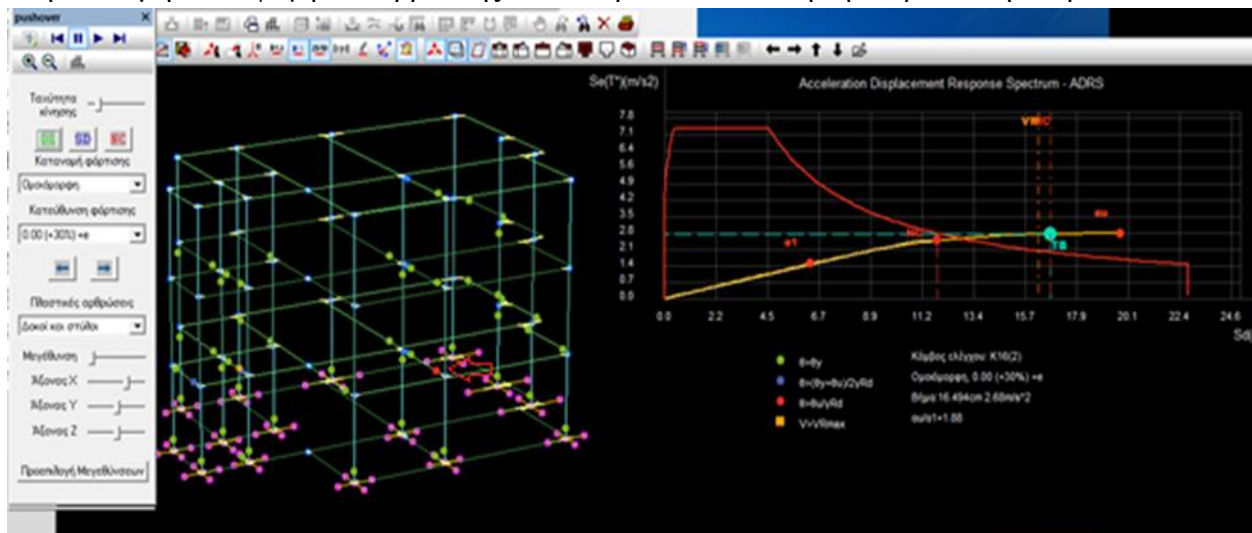 pushover
Ταχύτητα
κίνησης
SD
NC
Κατανομή φόρτισης
Ομοιόμορφη
Κατεύθυνση φόρτισης
0.00 (+30%) +e
Πλαστικές αρθρώσεις
Δοκοί και στύλοι
Μεγέθυνση
Άξονας X
Άξονας Y
Άξονας Z
Προεπιλογή Μεγεθύνσεων
Se(T*)(m/s2)
Acceleration Displacement Response Spectrum - ADRS
7.8
7.1
6.4
5.6
4.9
4.2
3.5
2.8
2.1
1.4
0.7
0.0
0.0 2.2 4.5 6.7 8.9 11.2 13.4 15.7 17.9 20.1 22.4 24.6
α1
αu
TB
θ=θy
θ=(θy+θu)/2γRd
θ=θu/γRd
V>VRmax
Κόμβος ελέγχου: K16(2)
Ομοιόμορφη, 0.00 (+30%) +e
Βήμα 16.494cm 2.68m/s^2
αu/α1=1.88